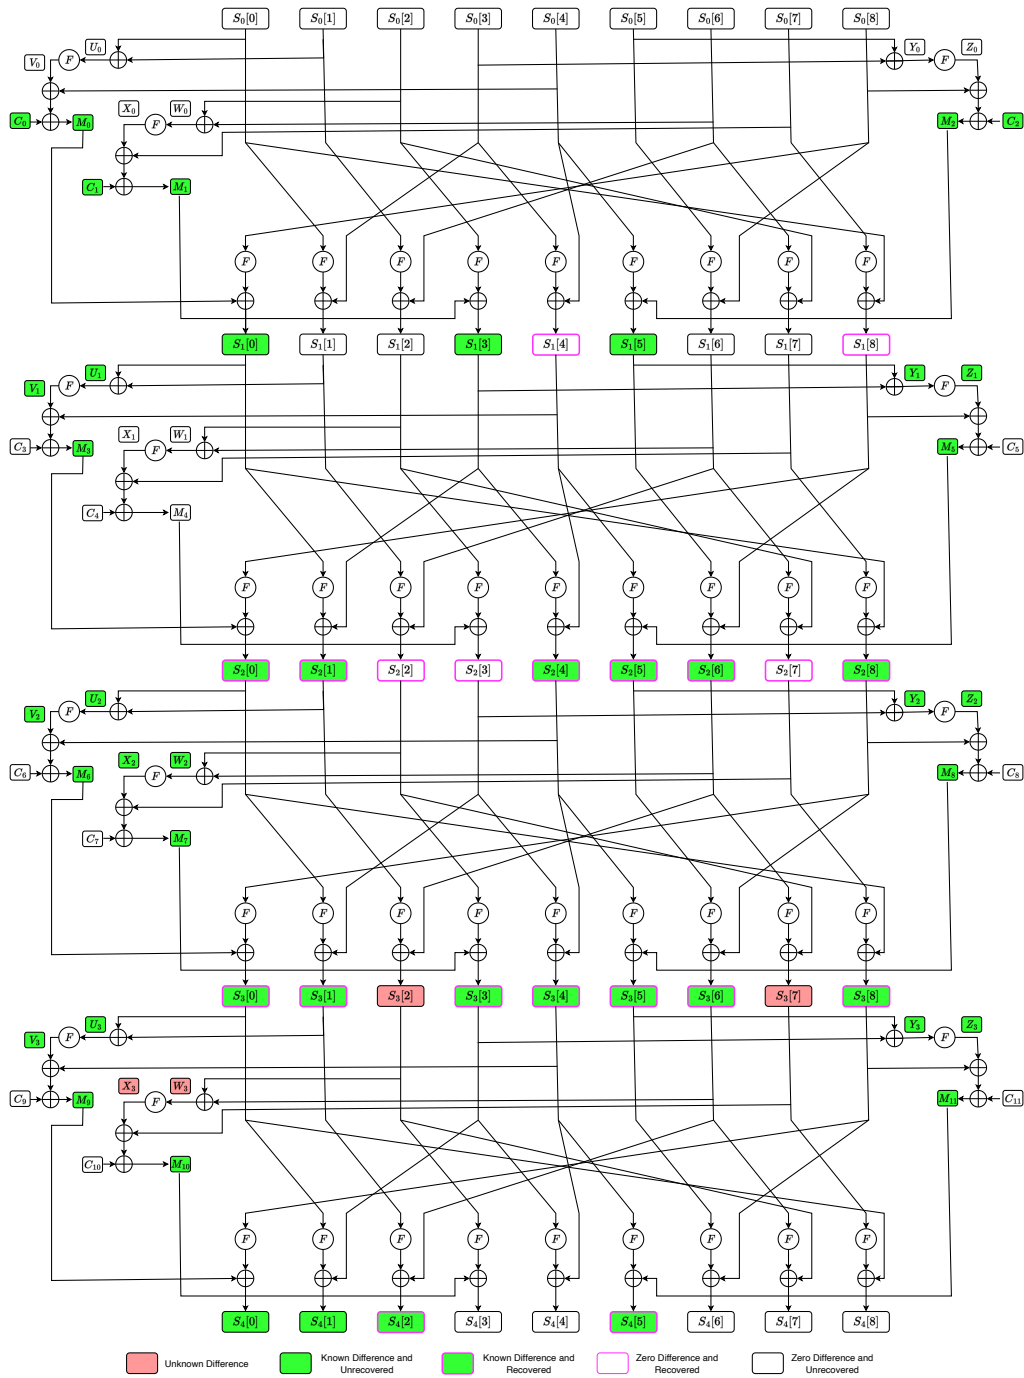 S₀[0] S₀[1] S₀[2] S₀[3] S₀[4] S₀[5] S₀[6] S₀[7] S₀[8]
U₀ Y₀ Z₀
V₀ F F
X₀ W₀
C₀ M₀ F M₂ C₂
C₁ M₁
F F F F F F F F F
S₁[0] S₁[1] S₁[2] S₁[3] S₁[4] S₁[5] S₁[6] S₁[7] S₁[8]
U₁ Y₁ Z₁
V₁ F F
X₁ W₁
C₃ M₃ F M₅ C₅
C₄ M₄
F F F F F F F F F
S₂[0] S₂[1] S₂[2] S₂[3] S₂[4] S₂[5] S₂[6] S₂[7] S₂[8]
U₂ Y₂ Z₂
V₂ F F
X₂ W₂
C₆ M₆ F M₈ C₈
C₇ M₇
F F F F F F F F F
S₃[0] S₃[1] S₃[2] S₃[3] S₃[4] S₃[5] S₃[6] S₃[7] S₃[8]
U₃ Y₃ Z₃
V₃ F F
X₃ W₃
C₉ M₉ F M₁₁ C₁₁
C₁₀ M₁₀
F F F F F F F F F
S₄[0] S₄[1] S₄[2] S₄[3] S₄[4] S₄[5] S₄[6] S₄[7] S₄[8]
Unknown Difference
Known Difference and
Unrecovered
Known Difference and
Recovered
Zero Difference and
Recovered
Zero Difference and
Unrecovered